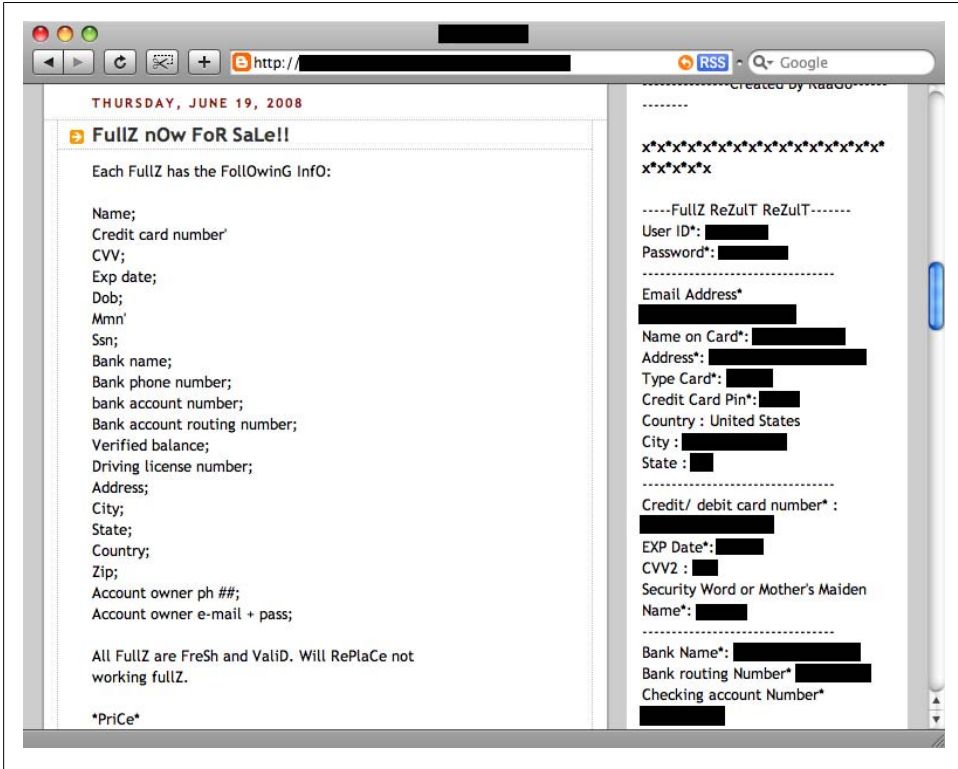 http://
RSS
Google
THURSDAY, JUNE 19, 2008
FullZ nOw FoR SaLe!!
Each FullZ has the FollOwinG InfO:
Name;
Credit card number'
CVV;
Exp date;
Dob;
Mmn'
Ssn;
Bank name;
Bank phone number;
bank account number;
Bank account routing number;
Verified balance;
Driving license number;
Address;
City;
State;
Country;
Zip;
Account owner ph ##;
Account owner e-mail + pass;
All FullZ are FreSh and ValiD. Will RePlaCe not
working fullZ.
*PriCe*
---------------Created By KaaGo------
--------
x*x*x*x*x*x*x*x*x*x*x*x*x*x*x*x*
x*x*x*x*x
-----FullZ ReZulT ReZulT-------
User ID*:
Password*:
---------------------------------
Email Address*
Name on Card*:
Address*:
Type Card*:
Credit Card Pin*:
Country : United States
City :
State :
---------------------------------
Credit/ debit card number* :
EXP Date*:
CVV2 :
Security Word or Mother's Maiden
Name*:
---------------------------------
Bank Name*:
Bank routing Number*
Checking account Number*